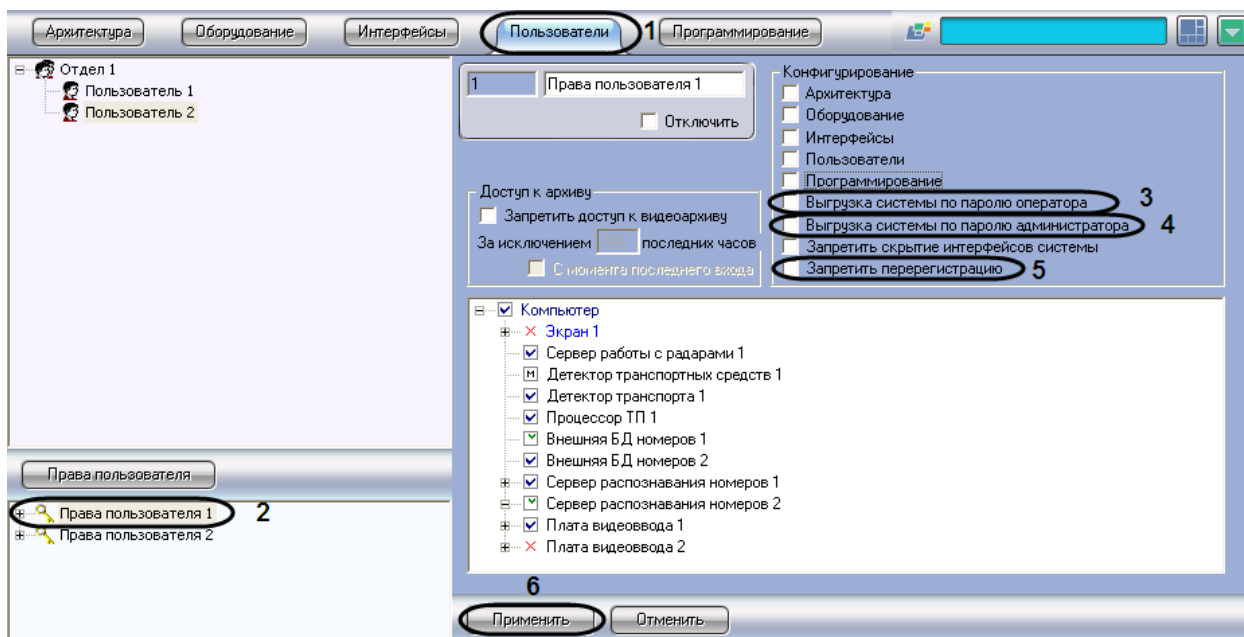 Архитектура Оборудование Интерфейсы Пользователи 1 Программирование
Отдел 1
Пользователь 1
Пользователь 2
Права пользователя
Права пользователя 1 2
Права пользователя 2
1 Права пользователя 1
Отключить
Доступ к архиву
Запретить доступ к видеоархиву
За исключением 200 последних часов
С момента последнего входа
Конфигурирование
Архитектура
Оборудование
Интерфейсы
Пользователи
Программирование
Выгрузка системы по паролю оператора 3
Выгрузка системы по паролю администратора 4
Запретить скрытие интерфейсов системы
Запретить перерегистрацию 5
Компьютер
Экран 1
Сервер работы с радарами 1
М Детектор транспортных средств 1
Детектор транспорта 1
Процессор ТП 1
Внешняя БД номеров 1
Внешняя БД номеров 2
Сервер распознавания номеров 1
Сервер распознавания номеров 2
Плата видеоввода 1
Плата видеоввода 2
6
Применить Отменить